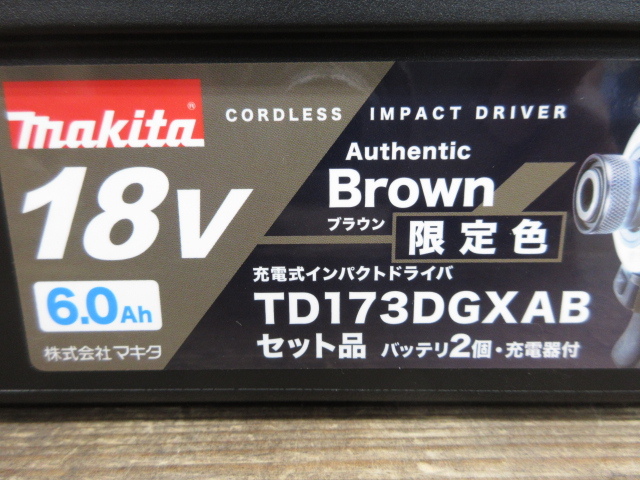 makita®
CORDLESS IMPACT DRIVER
18V
6.0Ah
株式会社マキタ
Authentic
Brown
ブラウン
限定色
充電式インパクトドライバ
TD173DGXAB
セット品 バッテリ2個・充電器付